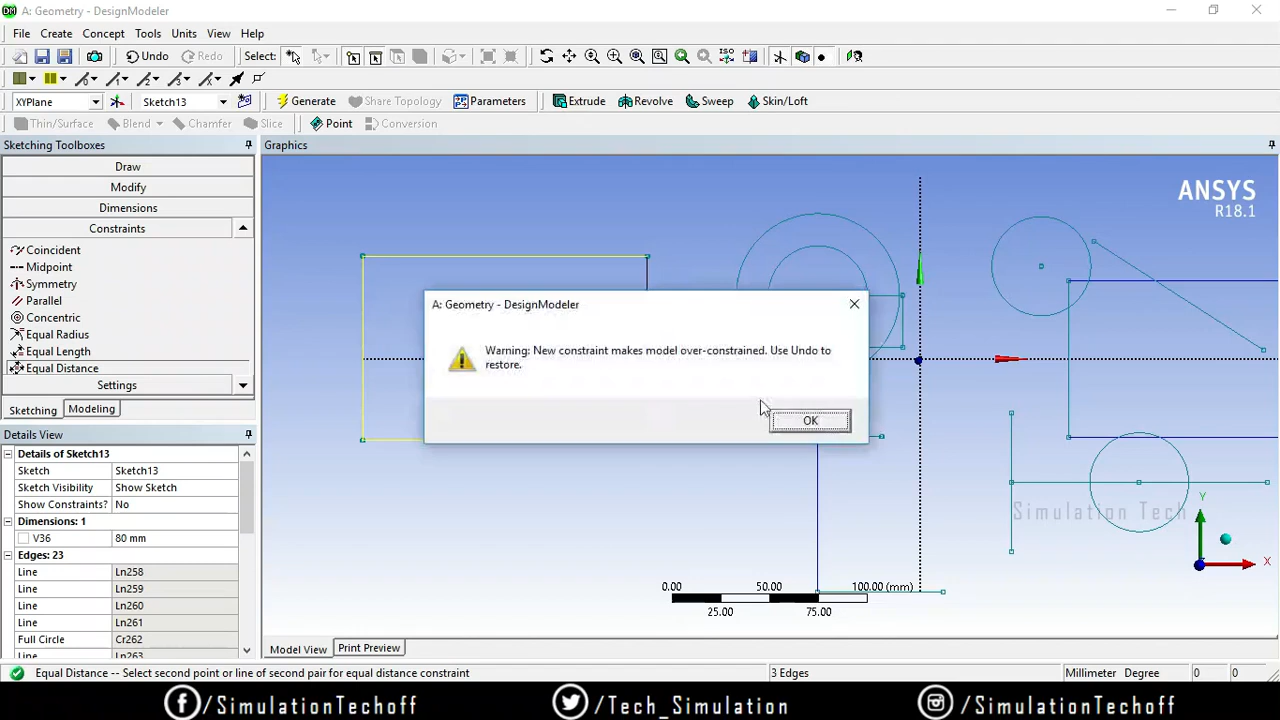 A: Geometry - DesignModeler
File Create Concept Tools Units View Help
Undo Redo Select:
XYPlane Sketch13 Generate Share Topology Parameters Extrude Revolve Sweep Skin/Loft
Thin/Surface Blend Chamfer Slice Point Conversion
Sketching Toolboxes
Draw
Modify
Dimensions
Constraints
Coincident
Midpoint
Symmetry
Parallel
Concentric
Equal Radius
Equal Length
Equal Distance
Settings
Sketching Modeling
Details View
Details of Sketch13
Sketch Sketch13
Sketch Visibility Show Sketch
Show Constraints? No
Dimensions: 1
V36 80 mm
Edges: 23
Line Ln258
Line Ln259
Line Ln260
Line Ln261
Full Circle Cr262
Line Ln263
Graphics
ANSYS
R18.1
A: Geometry - DesignModeler
Warning: New constraint makes model over-constrained. Use Undo to
restore.
OK
Simulation Tech
Y
X
0.00 50.00 100.00 (mm)
25.00 75.00
Model View Print Preview
Equal Distance -- Select second point or line of second pair for equal distance constraint 3 Edges Millimeter Degree 0 0
/SimulationTechoff /Tech_Simulation /SimulationTechoff